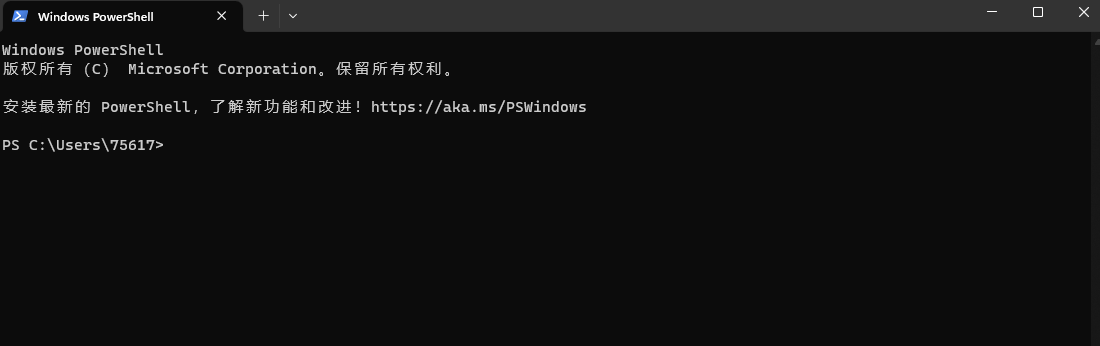 Windows PowerShell
Windows PowerShell
版权所有 (C)  Microsoft Corporation。保留所有权利。
安装最新的 PowerShell，了解新功能和改进！https://aka.ms/PSWindows
PS C:\Users\75617>